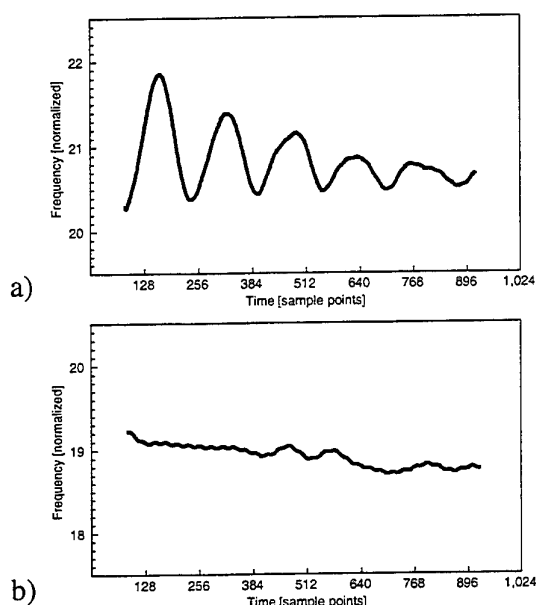 22
21
20
Frequency [normalized]
128 256 384 512 640 768 896 1,024
Time [sample points]
a)
20
19
18
Frequency [normalized]
128 256 384 512 640 768 896 1,024
Time [sample points]
b)